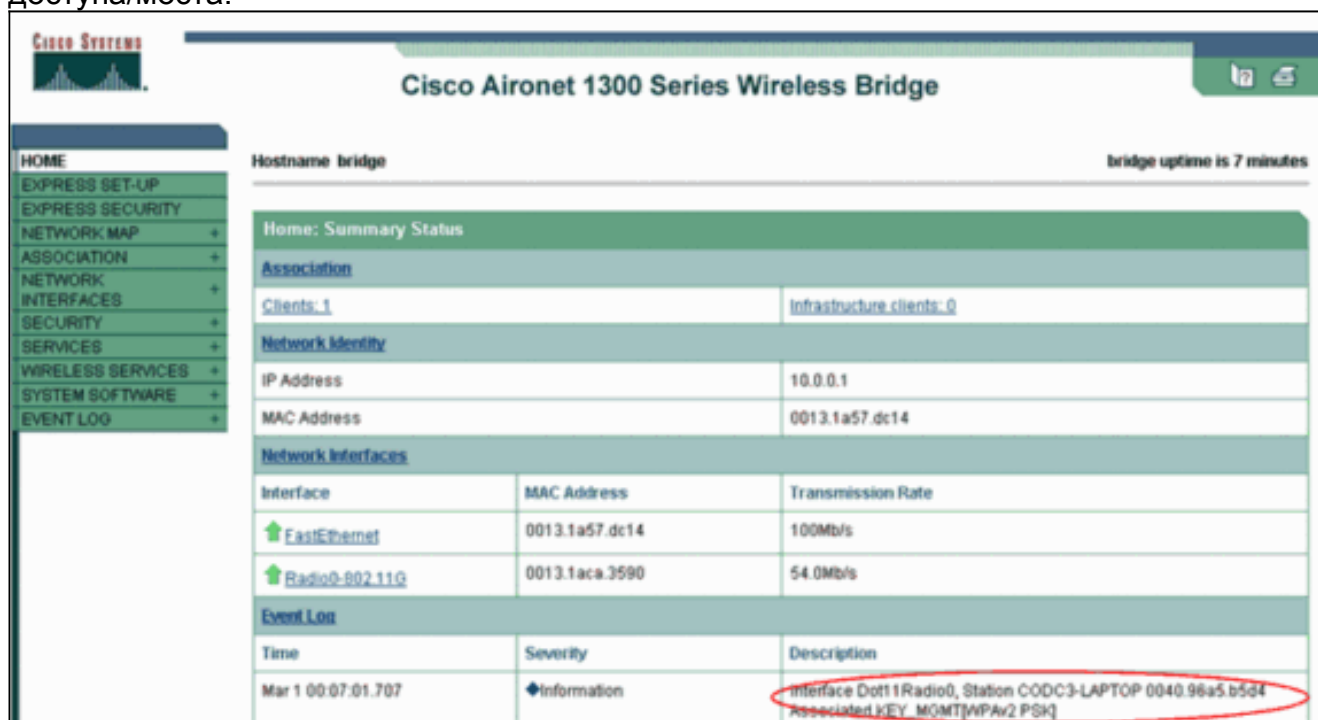 доступа/моста.
CISCO SYSTEMS
Cisco Aironet 1300 Series Wireless Bridge
HOME
EXPRESS SET-UP
EXPRESS SECURITY
NETWORK MAP +
ASSOCIATION +
NETWORK
INTERFACES +
SECURITY +
SERVICES +
WIRELESS SERVICES +
SYSTEM SOFTWARE +
EVENT LOG +
Hostname bridge bridge uptime is 7 minutes
Home: Summary Status
Association
Clients: 1 Infrastructure clients: 0
Network Identity
IP Address 10.0.0.1
MAC Address 0013.1a57.dc14
Network Interfaces
Interface MAC Address Transmission Rate
FastEthernet 0013.1a57.dc14 100Mb/s
Radio0-802.11G 0013.1aca.3590 54.0Mb/s
Event Log
Time Severity Description
Mar 1 00:07:01.707 Information Interface Dot11Radio0, Station CODC3-LAPTOP 0040.96a5.b5d4
Associated KEY_MGMT[WPAv2 PSK]